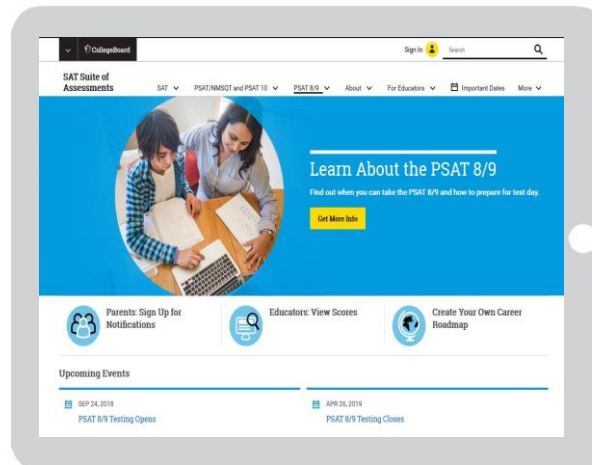 CollegeBoard
Sign In
Search
SAT Suite of
Assessments
SAT
PSAT/NMSQT and PSAT 10
PSAT 8/9
About
For Educators
Important Dates
More
Learn About the PSAT 8/9
Find out when you can take the PSAT 8/9 and how to prepare for test day.
Get More Info
Parents: Sign Up for
Notifications
Educators: View Scores
Create Your Own Career
Roadmap
Upcoming Events
SEP 24, 2018
PSAT 8/9 Testing Opens
APR 26, 2019
PSAT 8/9 Testing Closes